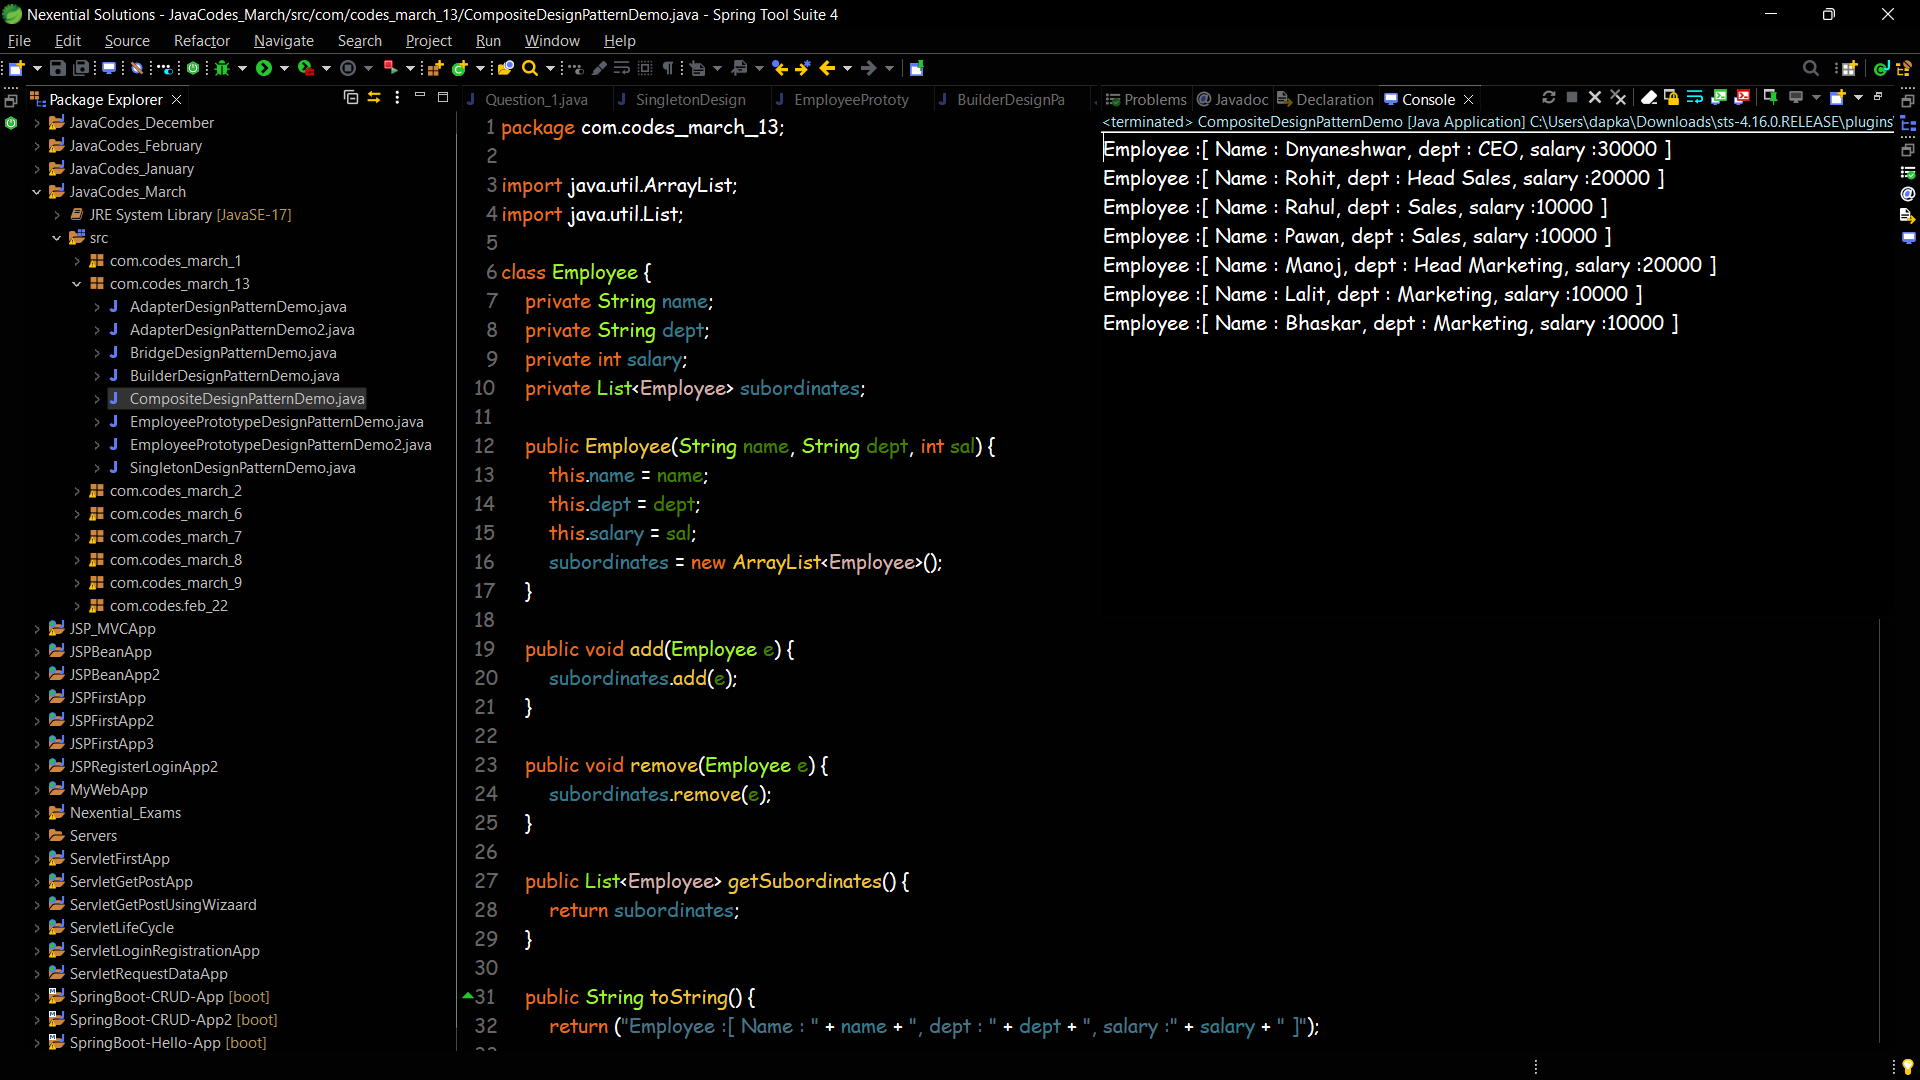 Nexential Solutions - JavaCodes_March/src/com/codes_march_13/CompositeDesignPatternDemo.java - Spring Tool Suite 4
File Edit Source Refactor Navigate Search Project Run Window Help
Package Explorer
JavaCodes_December
JavaCodes_February
JavaCodes_January
JavaCodes_March
JRE System Library [JavaSE-17]
src
com.codes_march_1
com.codes_march_13
AdapterDesignPatternDemo.java
AdapterDesignPatternDemo2.java
BridgeDesignPatternDemo.java
BuilderDesignPatternDemo.java
CompositeDesignPatternDemo.java
EmployeePrototypeDesignPatternDemo.java
EmployeePrototypeDesignPatternDemo2.java
SingletonDesignPatternDemo.java
com.codes_march_2
com.codes_march_6
com.codes_march_7
com.codes_march_8
com.codes_march_9
com.codes.feb_22
JSP_MVCApp
JSPBeanApp
JSPBeanApp2
JSPFirstApp
JSPFirstApp2
JSPFirstApp3
JSPRegisterLoginApp2
MyWebApp
Nexential_Exams
Servers
ServletFirstApp
ServletGetPostApp
ServletGetPostUsingWizaard
ServletLifeCycle
ServletLoginRegistrationApp
ServletRequestDataApp
SpringBoot-CRUD-App [boot]
SpringBoot-CRUD-App2 [boot]
SpringBoot-Hello-App [boot]
Question_1.java SingletonDesign EmployeePrototy BuilderDesignPa
1 package com.codes_march_13;
2
3 import java.util.ArrayList;
4 import java.util.List;
5
6 class Employee {
7 private String name;
8 private String dept;
9 private int salary;
10 private List<Employee> subordinates;
11
12 public Employee(String name, String dept, int sal) {
13 this.name = name;
14 this.dept = dept;
15 this.salary = sal;
16 subordinates = new ArrayList<Employee>();
17 }
18
19 public void add(Employee e) {
20 subordinates.add(e);
21 }
22
23 public void remove(Employee e) {
24 subordinates.remove(e);
25 }
26
27 public List<Employee> getSubordinates() {
28 return subordinates;
29 }
30
31 public String toString() {
32 return ("Employee :[ Name : " + name + ", dept : " + dept + ", salary :" + salary + " ]");
Problems Javadoc Declaration Console
<terminated> CompositeDesignPatternDemo [Java Application] C:\Users\dapka\Downloads\sts-4.16.0.RELEASE\plugins
Employee :[ Name : Dnyaneshwar, dept : CEO, salary :30000 ]
Employee :[ Name : Rohit, dept : Head Sales, salary :20000 ]
Employee :[ Name : Rahul, dept : Sales, salary :10000 ]
Employee :[ Name : Pawan, dept : Sales, salary :10000 ]
Employee :[ Name : Manoj, dept : Head Marketing, salary :20000 ]
Employee :[ Name : Lalit, dept : Marketing, salary :10000 ]
Employee :[ Name : Bhaskar, dept : Marketing, salary :10000 ]